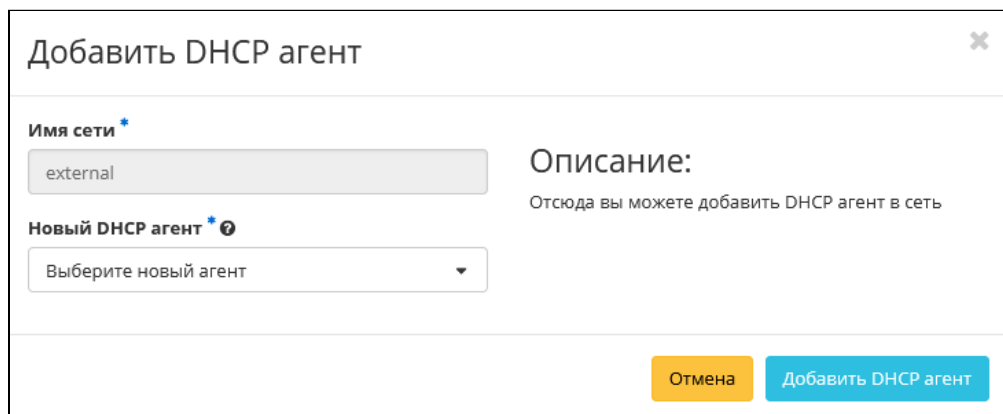 Добавить DHCP агент
Имя сети *
external
Новый DHCP агент *
Выберите новый агент
Описание:
Отсюда вы можете добавить DHCP агент в сеть
Отмена
Добавить DHCP агент